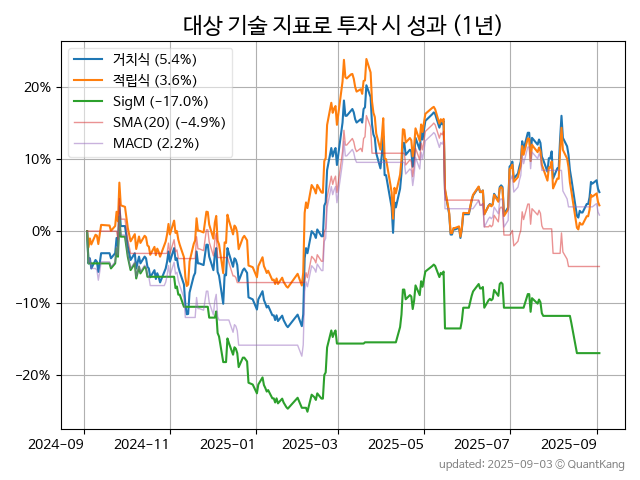 대상 기술 지표로 투자 시 성과 (1년)
거치식 (5.4%)
적립식 (3.6%)
SigM (−17.0%)
SMA(20) (−4.9%)
MACD (2.2%)
20%
10%
0%
−10%
−20%
2024-09 2024-11 2025-01 2025-03 2025-05 2025-07 2025-09
updated: 2025-09-03 © QuantKang